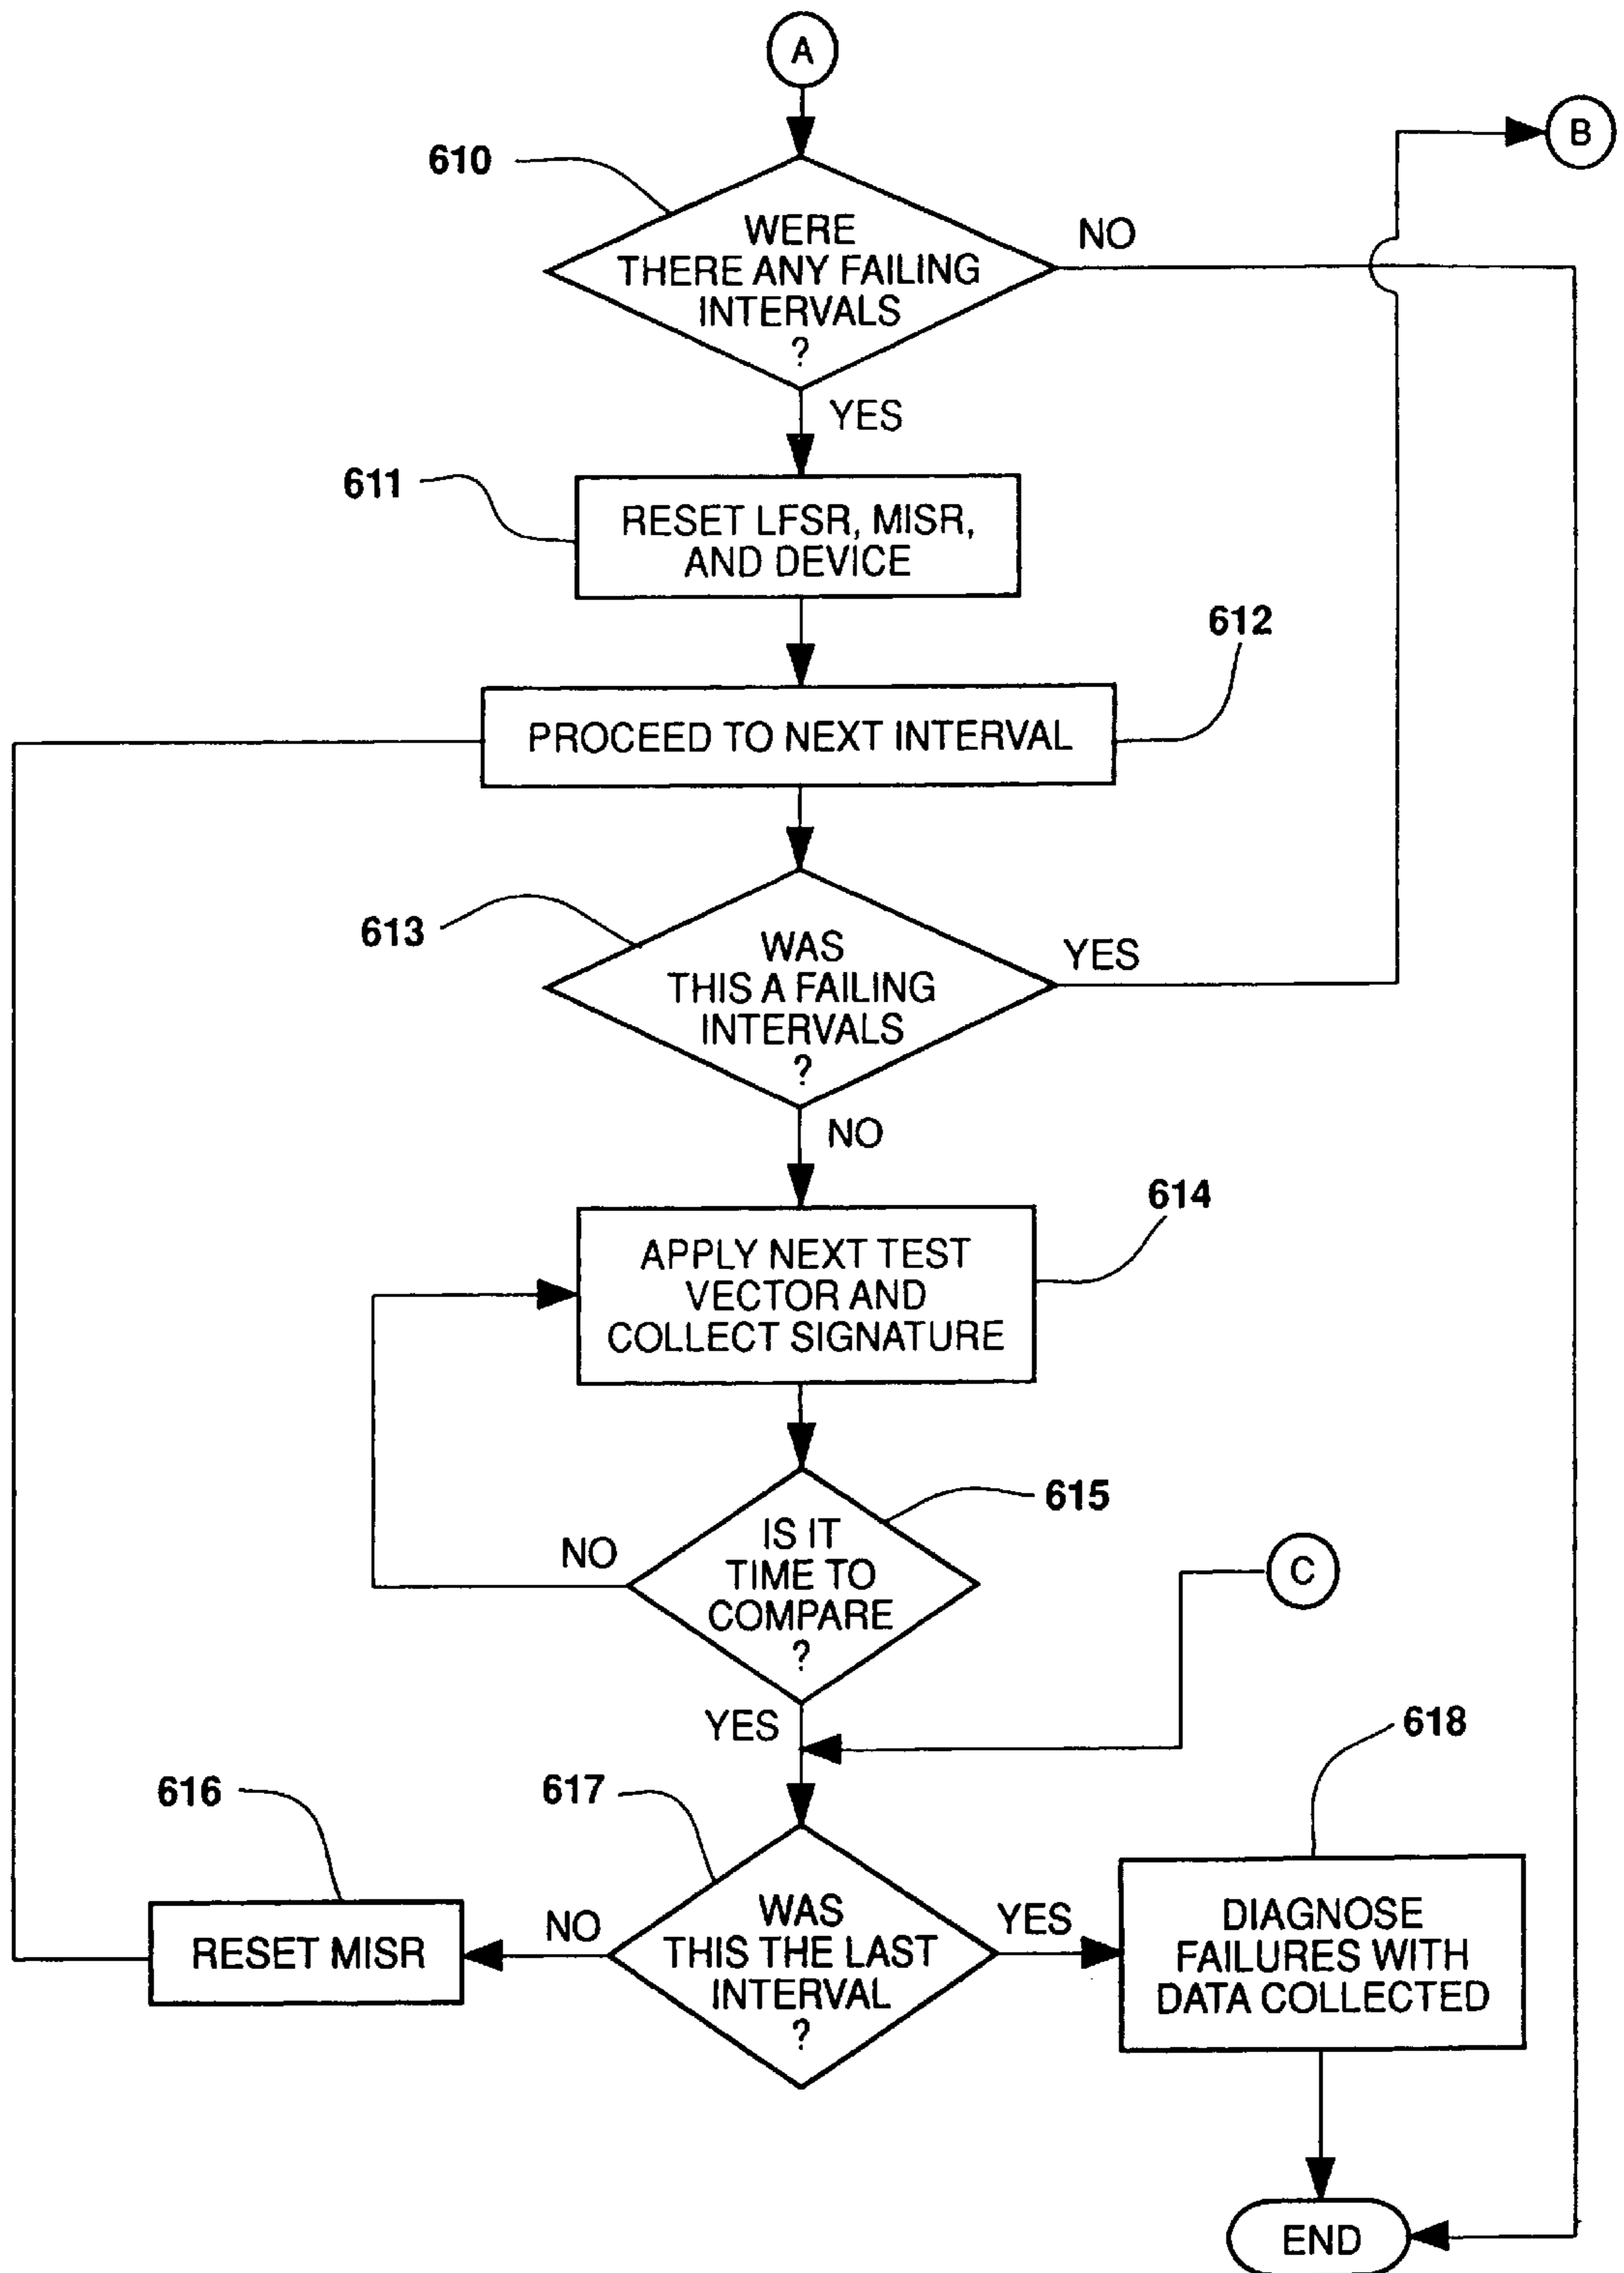 A
B
610
WERE
THERE ANY FAILING
INTERVALS
?
NO
YES
611
RESET LFSR, MISR,
AND DEVICE
612
PROCEED TO NEXT INTERVAL
613
WAS
THIS A FAILING
INTERVALS
?
YES
NO
614
APPLY NEXT TEST
VECTOR AND
COLLECT SIGNATURE
615
IS IT
TIME TO
COMPARE
?
NO
C
YES
618
616
617
RESET MISR
NO
WAS
THIS THE LAST
INTERVAL
?
YES
DIAGNOSE
FAILURES WITH
DATA COLLECTED
END